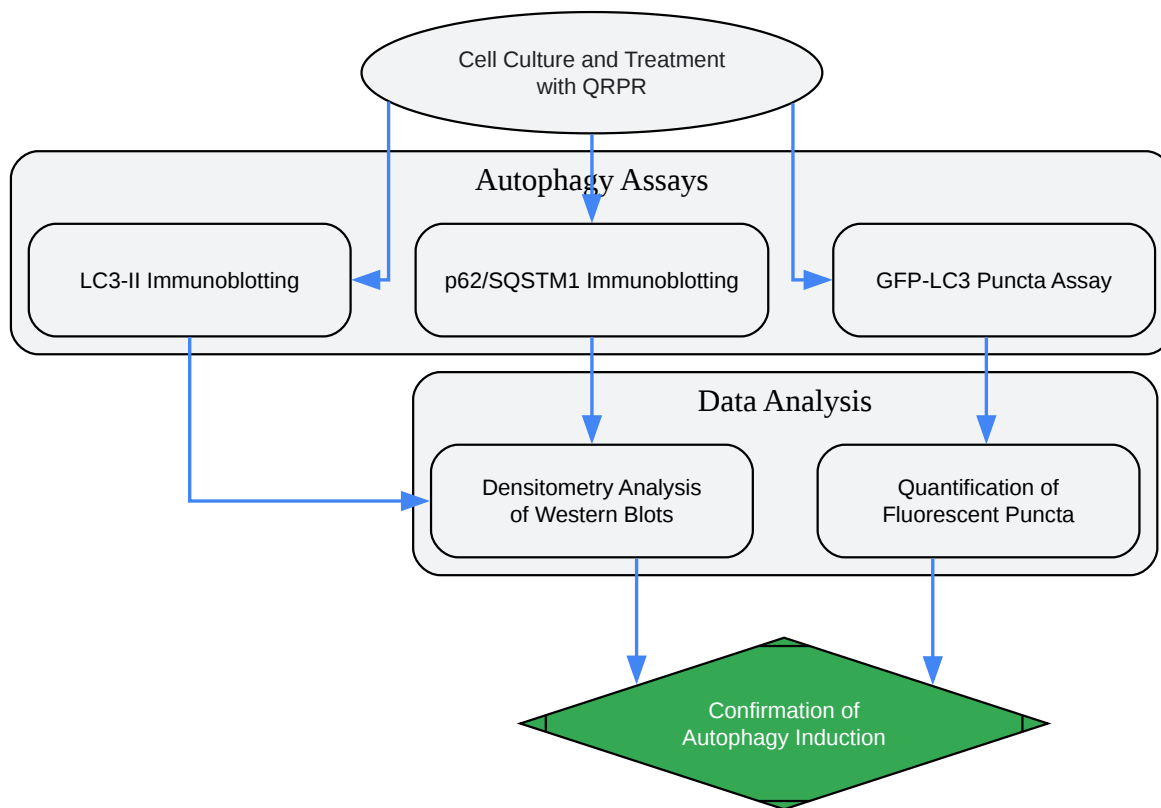 Cell Culture and Treatment
with QRPR
Autophagy Assays
LC3-II Immunoblotting
p62/SQSTM1 Immunoblotting
GFP-LC3 Puncta Assay
Data Analysis
Densitometry Analysis
of Western Blots
Quantification of
Fluorescent Puncta
Confirmation of
Autophagy Induction